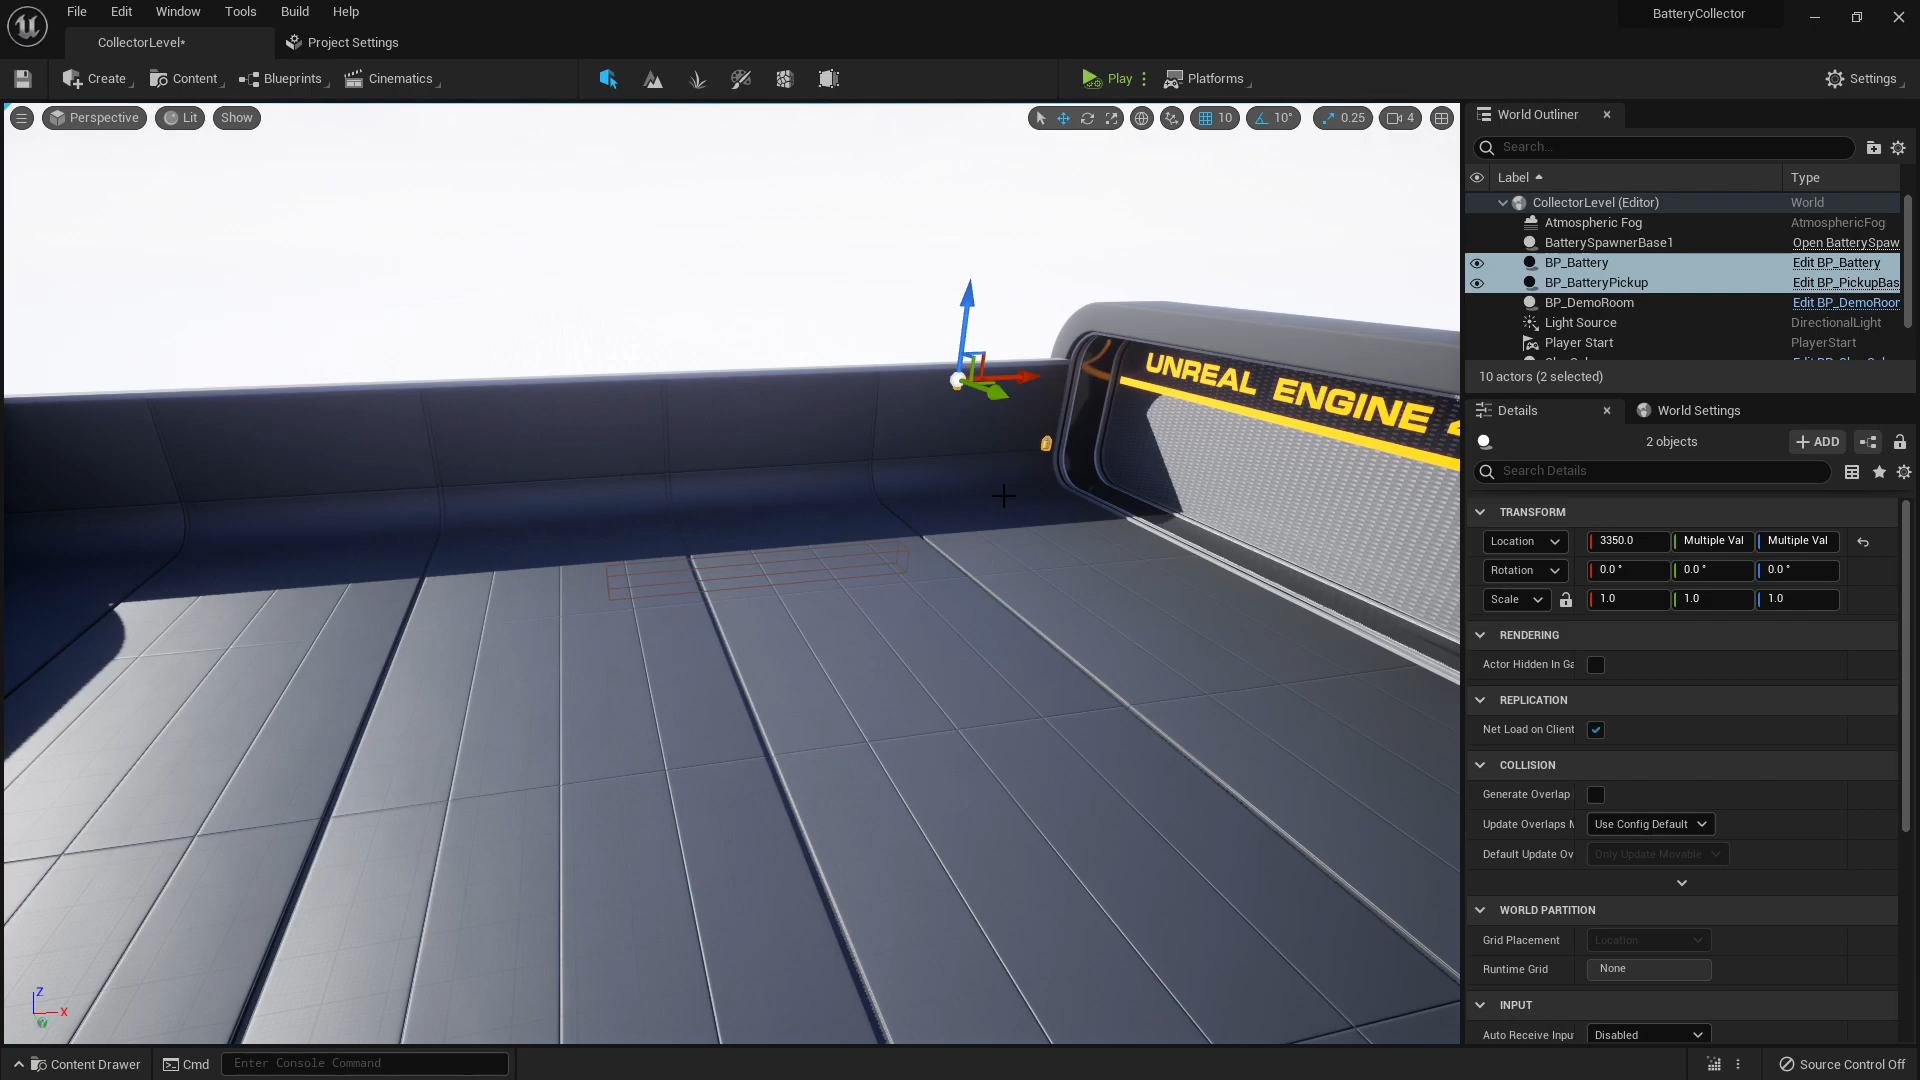 File Edit Window Tools Build Help
BatteryCollector
CollectorLevel*
Project Settings
Create
Content
Blueprints
Cinematics
Play
Platforms
Settings
Perspective
Lit
Show
10
10°
0.25
4
World Outliner
Search...
Label
Type
CollectorLevel (Editor)
World
Atmospheric Fog
AtmosphericFog
BatterySpawnerBase1
Open BatterySpaw
BP_Battery
Edit BP_Battery
BP_BatteryPickup
Edit BP_PickupBas
BP_DemoRoom
Edit BP_DemoRoor
Light Source
DirectionalLight
Player Start
PlayerStart
10 actors (2 selected)
UNREAL ENGINE
Details
World Settings
2 objects
ADD
Search Details
TRANSFORM
Location
3350.0
Multiple Val
Multiple Val
Rotation
0.0 °
0.0 °
0.0 °
Scale
1.0
1.0
1.0
RENDERING
Actor Hidden In Ga
REPLICATION
Net Load on Client
COLLISION
Generate Overlap
Update Overlaps M
Use Config Default
Default Update Ov
Only Update Movable
WORLD PARTITION
Grid Placement
Location
Runtime Grid
None
INPUT
Auto Receive Input
Disabled
Z
X
Content Drawer
Cmd
Enter Console Command
Source Control Off